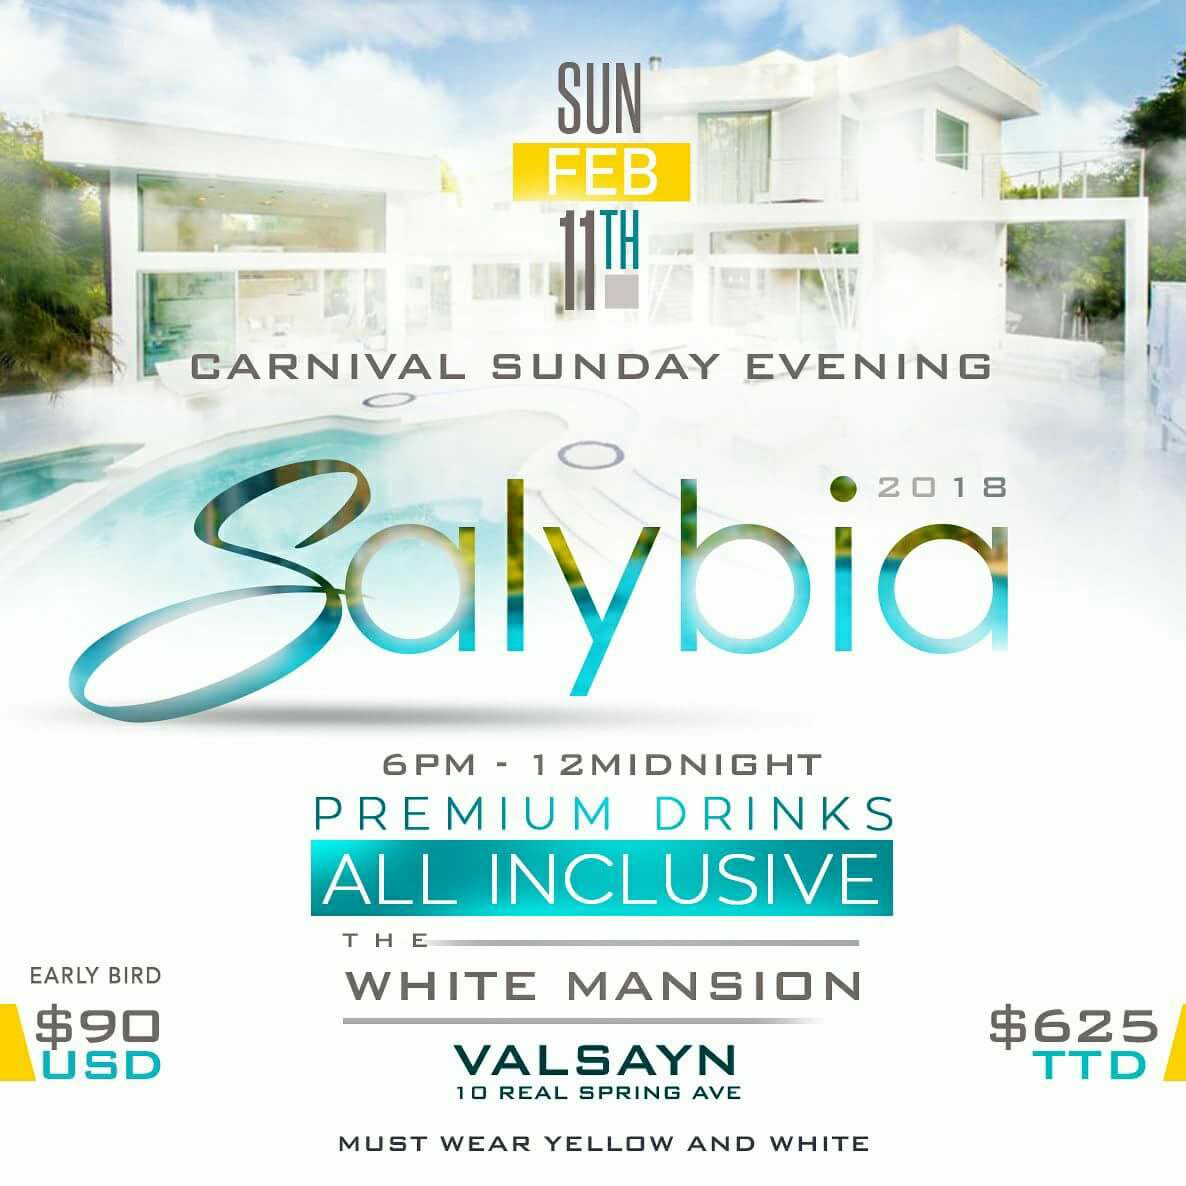 SUN
FEB
11TH
CARNIVAL SUNDAY EVENING
Salybia 2018
6PM - 12MIDNIGHT
PREMIUM DRINKS
ALL INCLUSIVE
THE
WHITE MANSION
EARLY BIRD
$90
USD
$625
TTD
VALSAYN
10 REAL SPRING AVE
MUST WEAR YELLOW AND WHITE